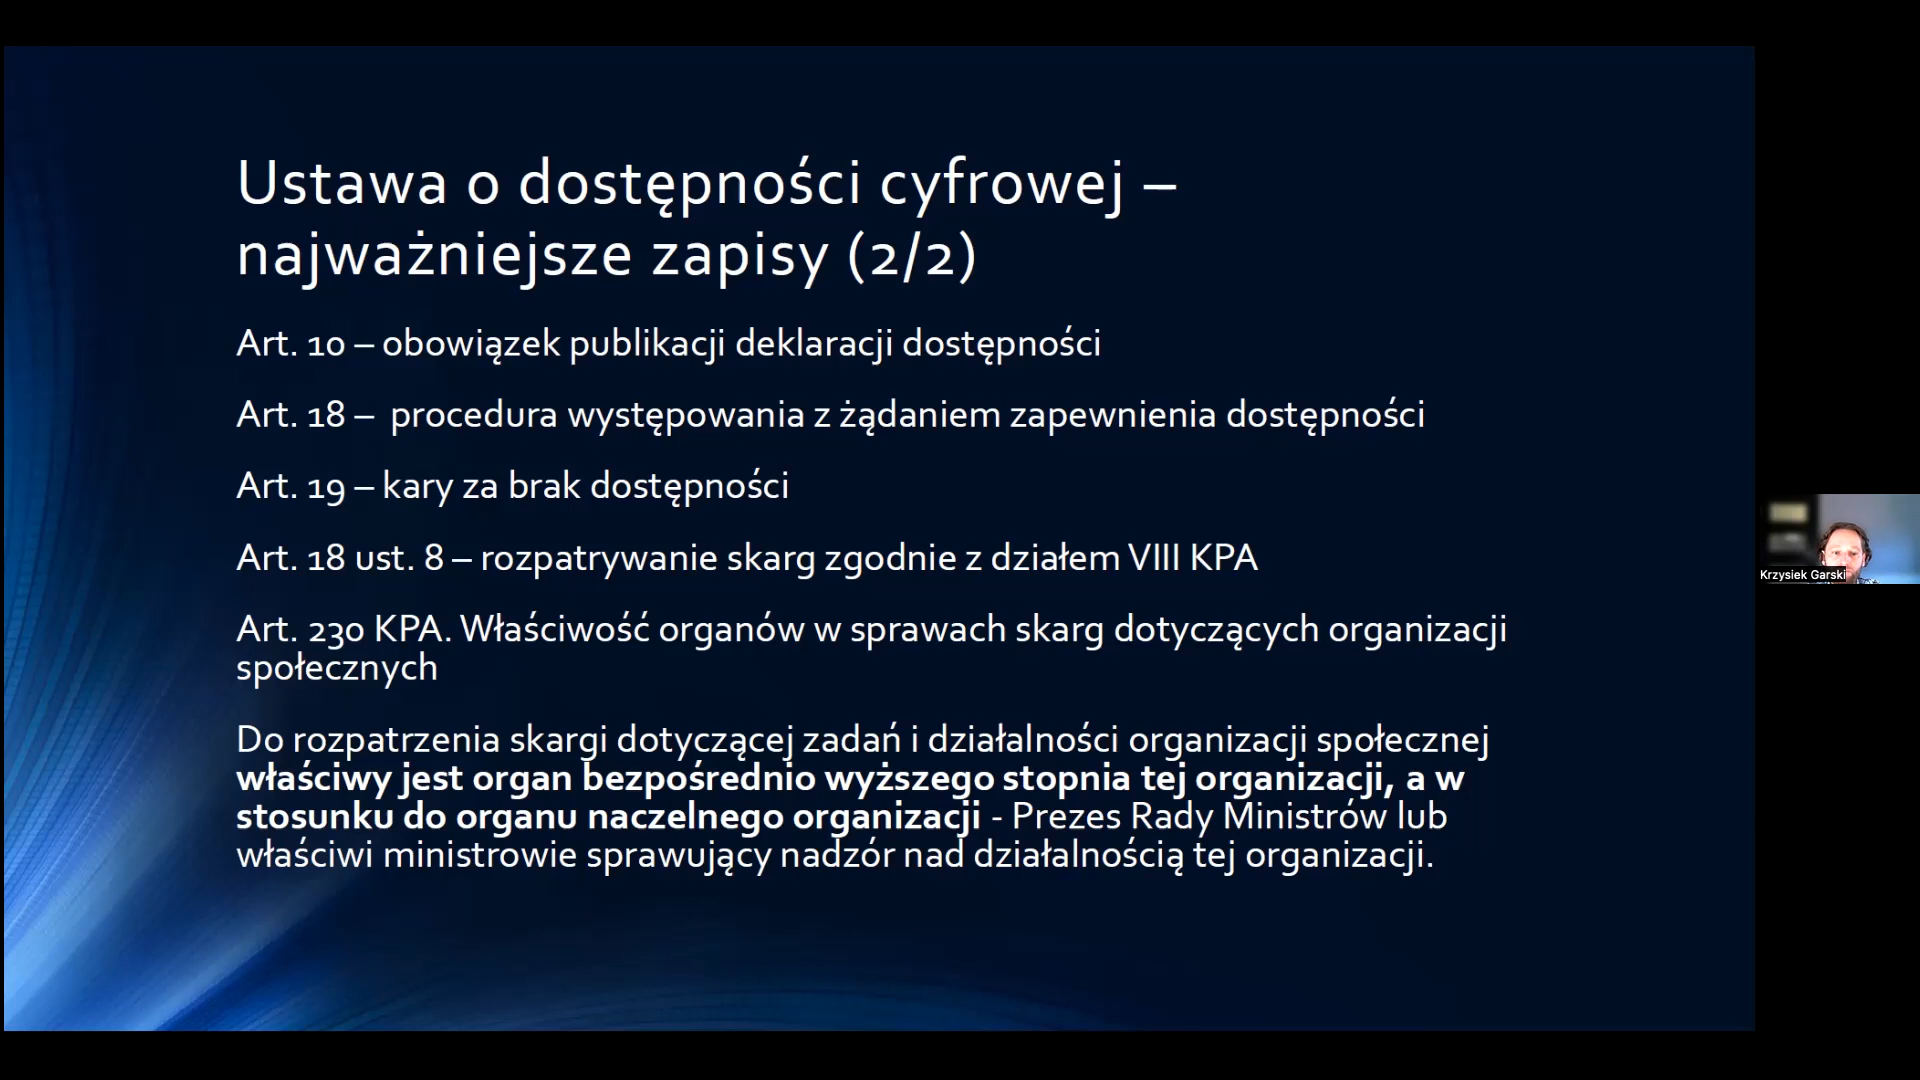 Ustawa o dostępności cyfrowej –
najważniejsze zapisy (2/2)
Art. 10 – obowiązek publikacji deklaracji dostępności
Art. 18 – procedura występowania z żądaniem zapewnienia dostępności
Art. 19 – kary za brak dostępności
Art. 18 ust. 8 – rozpatrywanie skarg zgodnie z działem VIII KPA
Art. 230 KPA. Właściwość organów w sprawach skarg dotyczących organizacji
społecznych
Do rozpatrzenia skargi dotyczącej zadań i działalności organizacji społecznej
właściwy jest organ bezpośrednio wyższego stopnia tej organizacji, a w
stosunku do organu naczelnego organizacji - Prezes Rady Ministrów lub
właściwi ministrowie sprawujący nadzór nad działalnością tej organizacji.
Krzysiek Garski